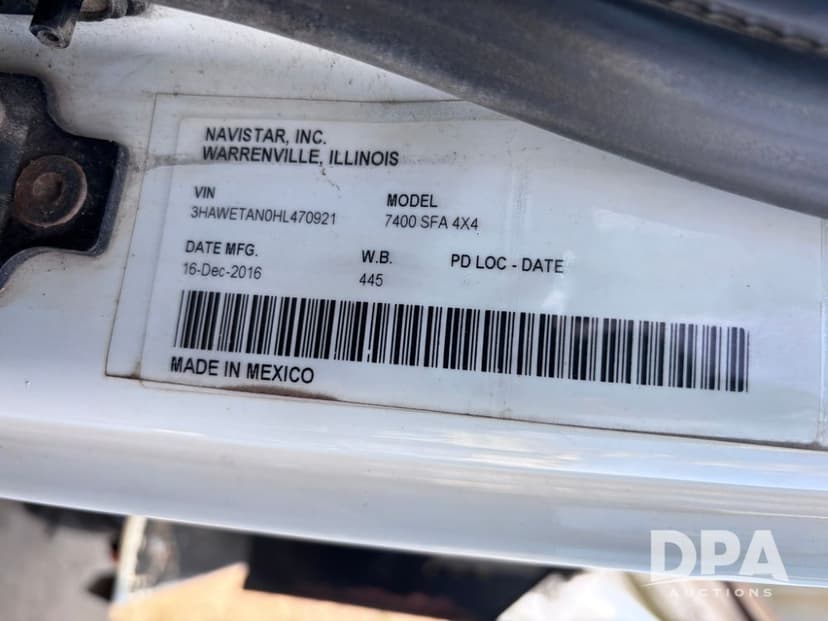 NAVISTAR, INC.
WARRENVILLE, ILLINOIS
VIN
3HAWETAN0HL470921
MODEL
7400 SFA 4X4
DATE MFG.
16-Dec-2016
W.B.
445
PD LOC - DATE
MADE IN MEXICO
DPA
AUCTIONS